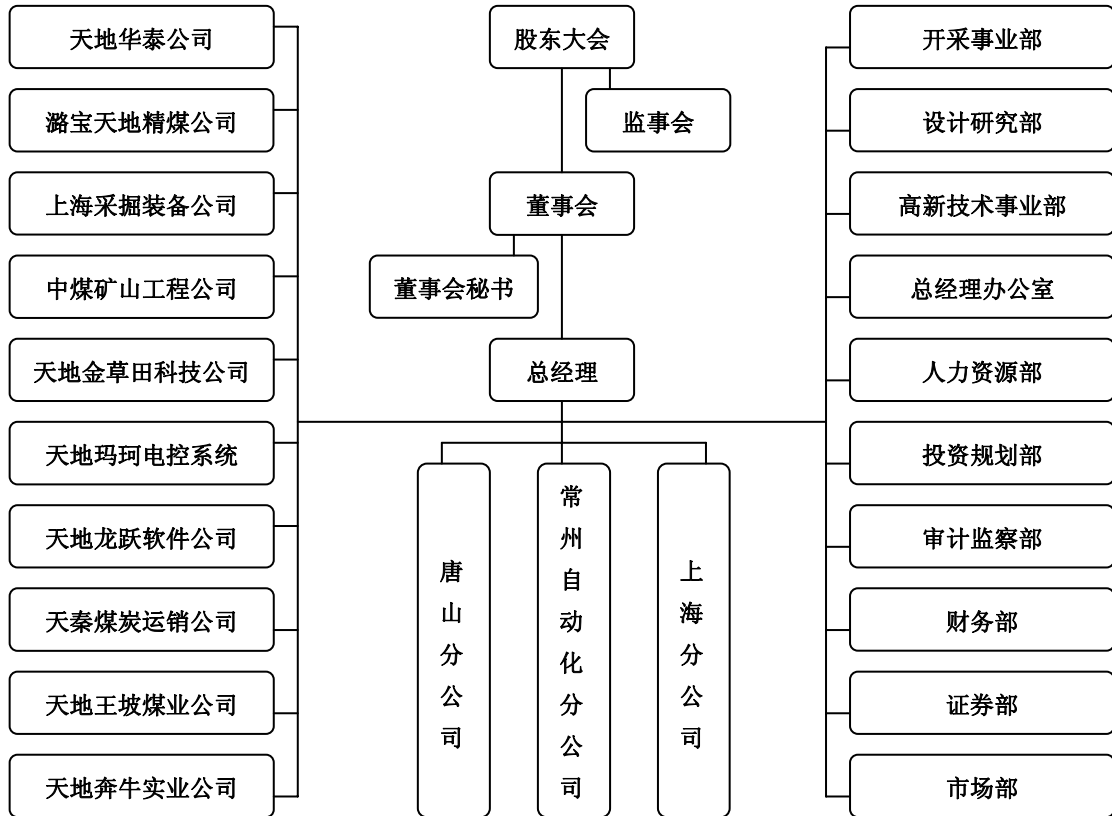 天地华泰公司
潞宝天地精煤公司
上海采掘装备公司
中煤矿山工程公司
天地金草田科技公司
天地玛珂电控系统
天地龙跃软件公司
天秦煤炭运销公司
天地王坡煤业公司
天地奔牛实业公司
股东大会
监事会
董事会
董事会秘书
总经理
唐山分公司
常州自动化分公司
上海分公司
开采事业部
设计研究部
高新技术事业部
总经理办公室
人力资源部
投资规划部
审计监察部
财务部
证券部
市场部